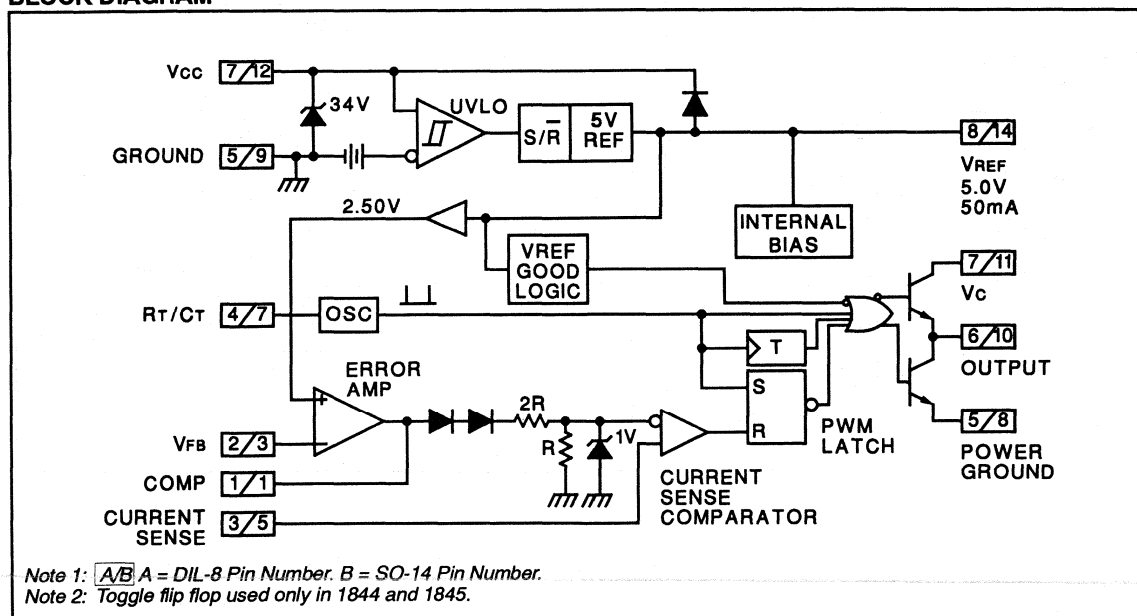 BLOCK DIAGRAM
Vcc 7/12
34V
UVLO
S/R̅
5V
REF
8/14
VREF
5.0V
50mA
GROUND 5/9
2.50V
INTERNAL
BIAS
VREF
GOOD
LOGIC
7/11
Vc
RT/CT 4/7
OSC
T
6/10
OUTPUT
ERROR
AMP
+
−
2R
R
1V
S
R
PWM
LATCH
5/8
POWER
GROUND
VFB 2/3
COMP 1/1
CURRENT
SENSE
3/5
CURRENT
SENSE
COMPARATOR
Note 1: A/B A = DIL-8 Pin Number. B = SO-14 Pin Number.
Note 2: Toggle flip flop used only in 1844 and 1845.